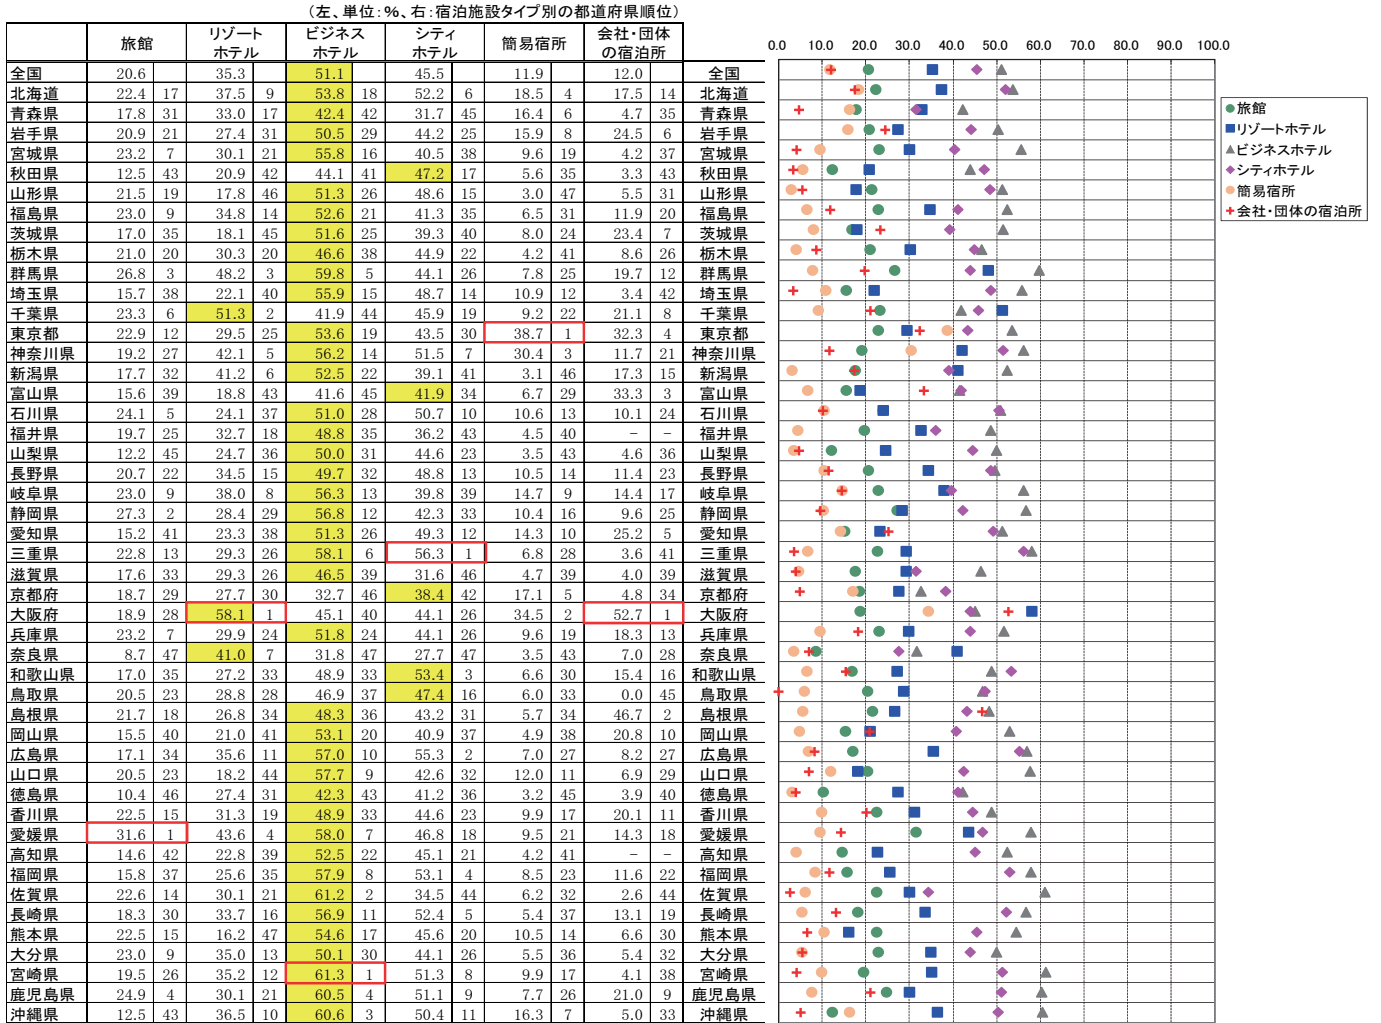 （左、単位：%、右：宿泊施設タイプ別の都道府県順位）
旅館 リゾートホテル ビジネスホテル シティホテル 簡易宿所 会社・団体の宿泊所
0.0 10.0 20.0 30.0 40.0 50.0 60.0 70.0 80.0 90.0 100.0
全国 20.6 35.3 51.1 45.5 11.9 12.0 全国
北海道 22.4 17 37.5 9 53.8 18 52.2 6 18.5 4 17.5 14 北海道
青森県 17.8 31 33.0 17 42.4 42 31.7 45 16.4 6 4.7 35 青森県
岩手県 20.9 21 27.4 31 50.5 29 44.2 25 15.9 8 24.5 6 岩手県
宮城県 23.2 7 30.1 21 55.8 16 40.5 38 9.6 19 4.2 37 宮城県
秋田県 12.5 43 20.9 42 44.1 41 47.2 17 5.6 35 3.3 43 秋田県
山形県 21.5 19 17.8 46 51.3 26 48.6 15 3.0 47 5.5 31 山形県
福島県 23.0 9 34.8 14 52.6 21 41.3 35 6.5 31 11.9 20 福島県
茨城県 17.0 35 18.1 45 51.6 25 39.3 40 8.0 24 23.4 7 茨城県
栃木県 21.0 20 30.3 20 46.6 38 44.9 22 4.2 41 8.6 26 栃木県
群馬県 26.8 3 48.2 3 59.8 5 44.1 26 7.8 25 19.7 12 群馬県
埼玉県 15.7 38 22.1 40 55.9 15 48.7 14 10.9 12 3.4 42 埼玉県
千葉県 23.3 6 51.3 2 41.9 44 45.9 19 9.2 22 21.1 8 千葉県
東京都 22.9 12 29.5 25 53.6 19 43.5 30 38.7 1 32.3 4 東京都
神奈川県 19.2 27 42.1 5 56.2 14 51.5 7 30.4 3 11.7 21 神奈川県
新潟県 17.7 32 41.2 6 52.5 22 39.1 41 3.1 46 17.3 15 新潟県
富山県 15.6 39 18.8 43 41.6 45 41.9 34 6.7 29 33.3 3 富山県
石川県 24.1 5 24.1 37 51.0 28 50.7 10 10.6 13 10.1 24 石川県
福井県 19.7 25 32.7 18 48.8 35 36.2 43 4.5 40 － － 福井県
山梨県 12.2 45 24.7 36 50.0 31 44.6 23 3.5 43 4.6 36 山梨県
長野県 20.7 22 34.5 15 49.7 32 48.8 13 10.5 14 11.4 23 長野県
岐阜県 23.0 9 38.0 8 56.3 13 39.8 39 14.7 9 14.4 17 岐阜県
静岡県 27.3 2 28.4 29 56.8 12 42.3 33 10.4 16 9.6 25 静岡県
愛知県 15.2 41 23.3 38 51.3 26 49.3 12 14.3 10 25.2 5 愛知県
三重県 22.8 13 29.3 26 58.1 6 56.3 1 6.8 28 3.6 41 三重県
滋賀県 17.6 33 29.3 26 46.5 39 31.6 46 4.7 39 4.0 39 滋賀県
京都府 18.7 29 27.7 30 32.7 46 38.4 42 17.1 5 4.8 34 京都府
大阪府 18.9 28 58.1 1 45.1 40 44.1 26 34.5 2 52.7 1 大阪府
兵庫県 23.2 7 29.9 24 51.8 24 44.1 26 9.6 19 18.3 13 兵庫県
奈良県 8.7 47 41.0 7 31.8 47 27.7 47 3.5 43 7.0 28 奈良県
和歌山県 17.0 35 27.2 33 48.9 33 53.4 3 6.6 30 15.4 16 和歌山県
鳥取県 20.5 23 28.8 28 46.9 37 47.4 16 6.0 33 0.0 45 鳥取県
島根県 21.7 18 26.8 34 48.3 36 43.2 31 5.7 34 46.7 2 島根県
岡山県 15.5 40 21.0 41 53.1 20 40.9 37 4.9 38 20.8 10 岡山県
広島県 17.1 34 35.6 11 57.0 10 55.3 2 7.0 27 8.2 27 広島県
山口県 20.5 23 18.2 44 57.7 9 42.6 32 12.0 11 6.9 29 山口県
徳島県 10.4 46 27.4 31 42.3 43 41.2 36 3.2 45 3.9 40 徳島県
香川県 22.5 15 31.3 19 48.9 33 44.6 23 9.9 17 20.1 11 香川県
愛媛県 31.6 1 43.6 4 58.0 7 46.8 18 9.5 21 14.3 18 愛媛県
高知県 14.6 42 22.8 39 52.5 22 45.1 21 4.2 41 － － 高知県
福岡県 15.8 37 25.6 35 57.9 8 53.1 4 8.5 23 11.6 22 福岡県
佐賀県 22.6 14 30.1 21 61.2 2 34.5 44 6.2 32 2.6 44 佐賀県
長崎県 18.3 30 33.7 16 56.9 11 52.4 5 5.4 37 13.1 19 長崎県
熊本県 22.5 15 16.2 47 54.6 17 45.6 20 10.5 14 6.6 30 熊本県
大分県 23.0 9 35.0 13 50.1 30 44.1 26 5.5 36 5.4 32 大分県
宮崎県 19.5 26 35.2 12 61.3 1 51.3 8 9.9 17 4.1 38 宮崎県
鹿児島県 24.9 4 30.1 21 60.5 4 51.1 9 7.7 26 21.0 9 鹿児島県
沖縄県 12.5 43 36.5 10 60.6 3 50.4 11 16.3 7 5.0 33 沖縄県
旅館
リゾートホテル
ビジネスホテル
シティホテル
簡易宿所
会社・団体の宿泊所